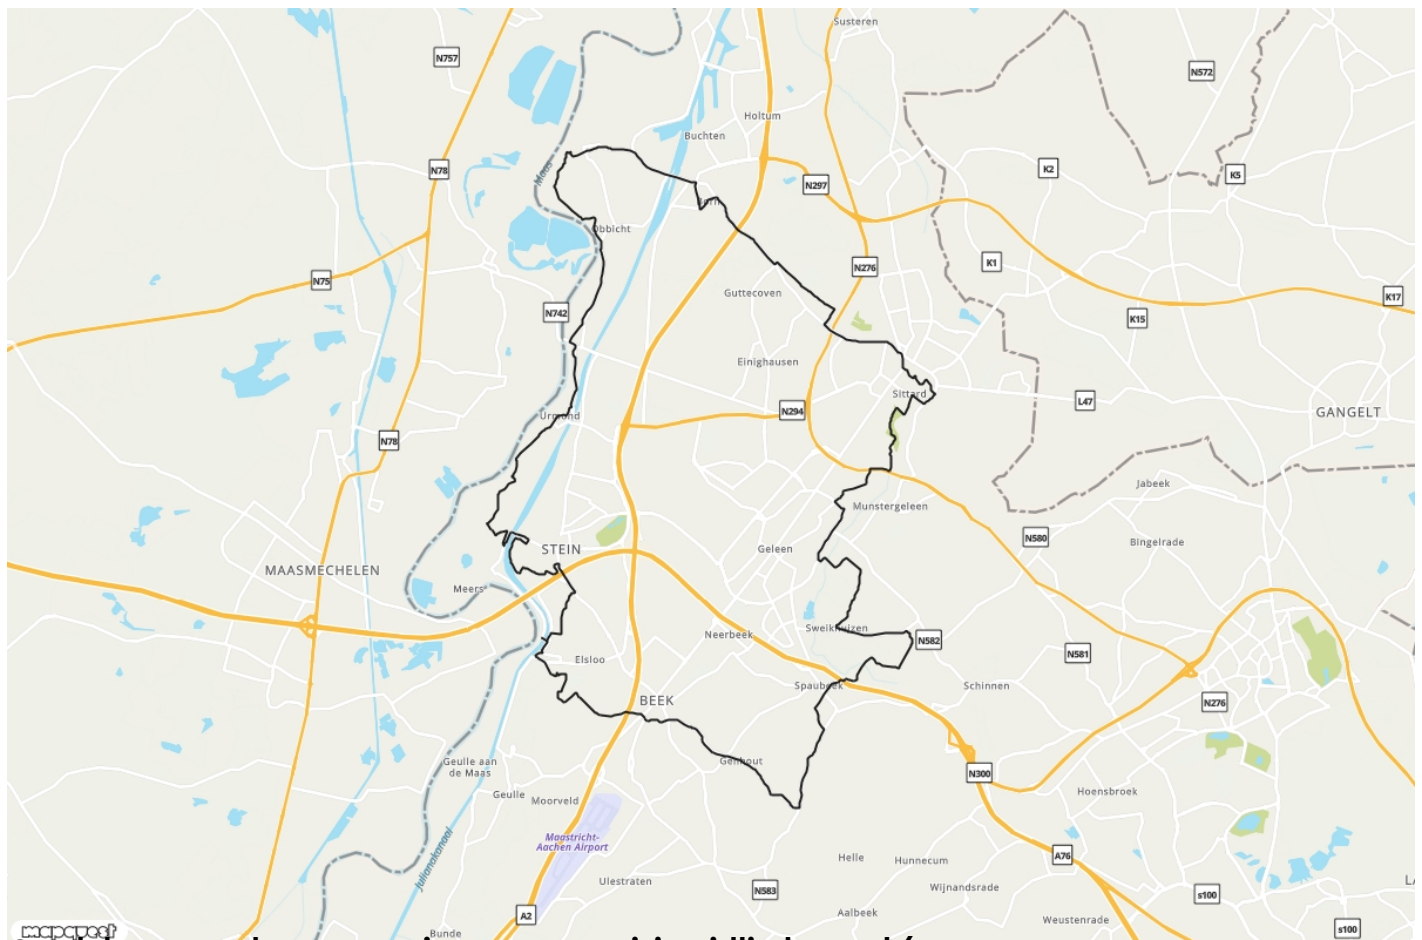 Susteren
N757
N572
Holtum
Buchten
K2
N78
Maas
K5
N297
Obbicht
K1
N276
N75
Guttecoven
K17
N742
K15
Einighausen
Sittard
L47
N294
GANGELT
Urmond
N78
Jabeek
Munstergeleen
N580
Bingelrade
STEIN
Geleen
MAASMECHELEN
Meers
Sweikhuizen
Neerbeek
N582
N581
Elsloo
Spaubeek
Schinnen
BEEK
N276
Genhout
Geulle aan
de Maas
N300
Geulle
Moorveld
Hoensbroek
Maastricht-
Aachen Airport
Julianakanaal
Helle
Hunnecum
A76
Ulestraten
N583
Wijnandsrade
s100
Aalbeek
A2
Weustenrade
s100
Bunde
mapquest